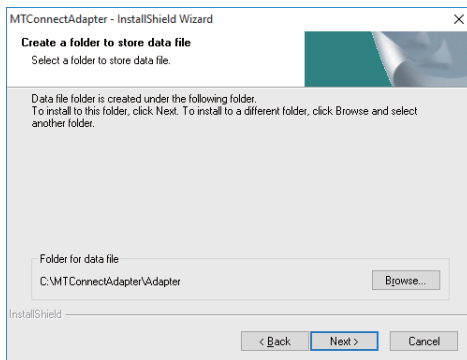 MTConnectAdapter - InstallShield Wizard
Create a folder to store data file
Select a folder to store data file.
Data file folder is created under the following folder.
To install to this folder, click Next. To install to a different folder, click Browse and select
another folder.
Folder for data file
C:\MTConnectAdapter\Adapter
Browse...
InstallShield
< Back
Next >
Cancel